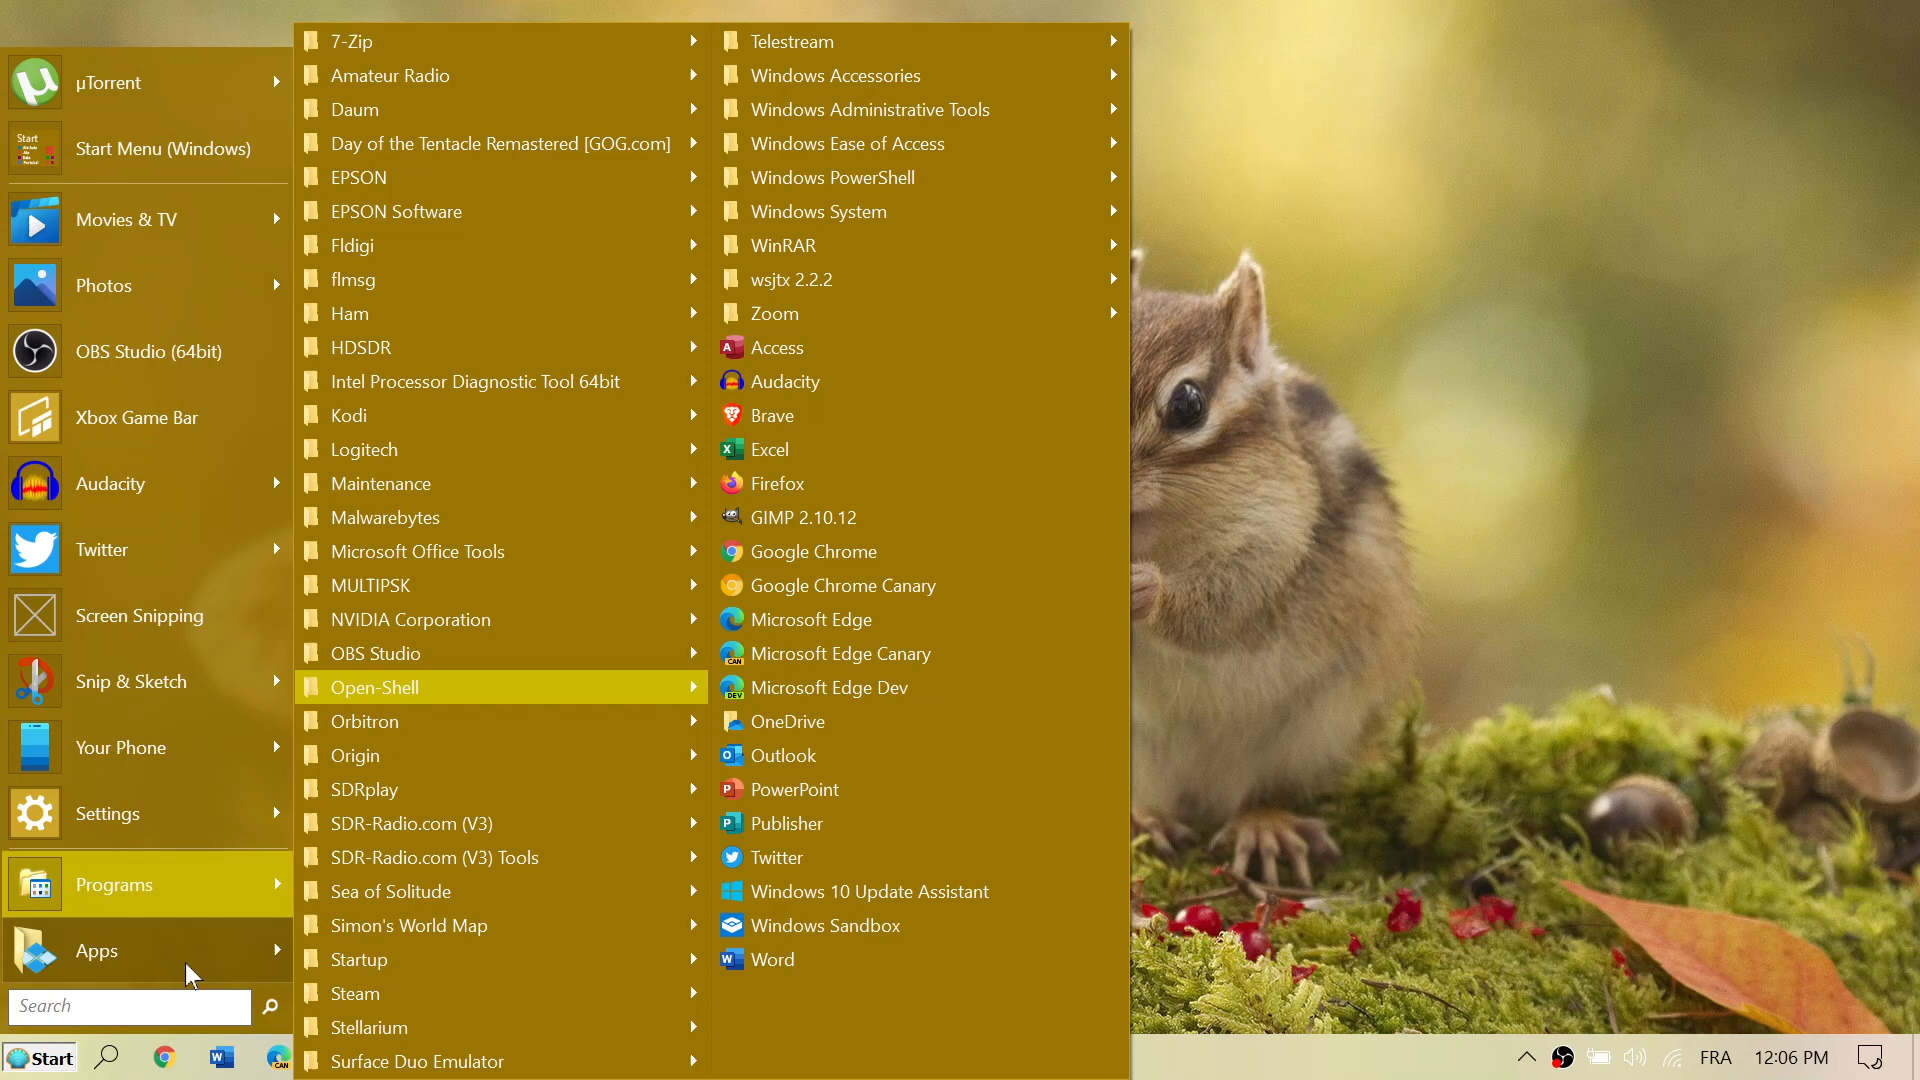 µTorrent
Start
Start Menu (Windows)
Movies & TV
Photos
OBS Studio (64bit)
Xbox Game Bar
Audacity
Twitter
Screen Snipping
Snip & Sketch
Your Phone
Settings
Programs
Apps
Search
7-Zip
Amateur Radio
Daum
Day of the Tentacle Remastered [GOG.com]
EPSON
EPSON Software
Fldigi
flmsg
Ham
HDSDR
Intel Processor Diagnostic Tool 64bit
Kodi
Logitech
Maintenance
Malwarebytes
Microsoft Office Tools
MULTIPSK
NVIDIA Corporation
OBS Studio
Open-Shell
Orbitron
Origin
SDRplay
SDR-Radio.com (V3)
SDR-Radio.com (V3) Tools
Sea of Solitude
Simon's World Map
Startup
Steam
Stellarium
Surface Duo Emulator
Telestream
Windows Accessories
Windows Administrative Tools
Windows Ease of Access
Windows PowerShell
Windows System
WinRAR
wsjtx 2.2.2
Zoom
A Access
Audacity
Brave
X Excel
Firefox
GIMP 2.10.12
Google Chrome
Google Chrome Canary
Microsoft Edge
CAN Microsoft Edge Canary
DEV Microsoft Edge Dev
OneDrive
O Outlook
P PowerPoint
P Publisher
Twitter
Windows 10 Update Assistant
Windows Sandbox
W Word
Start
W
CAN
FRA
12:06 PM